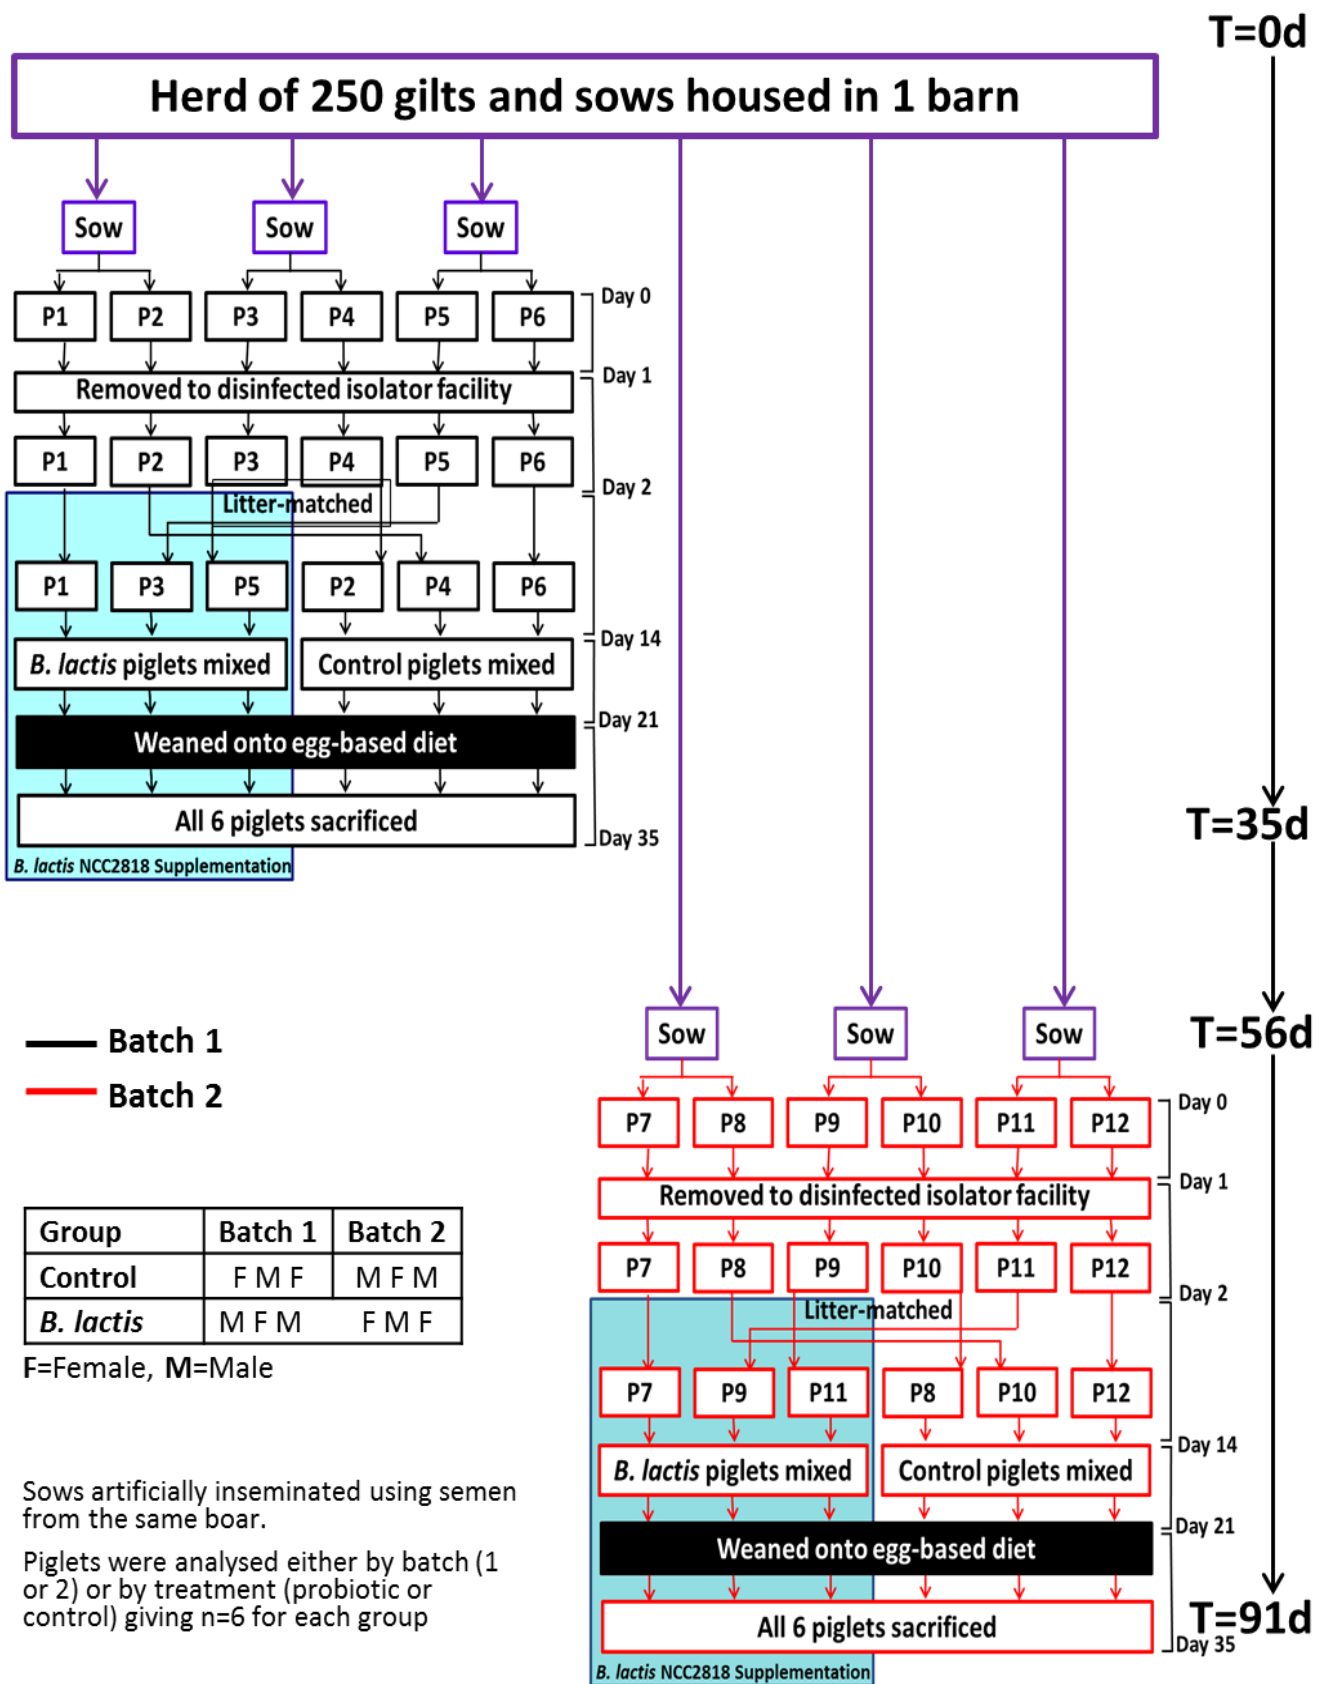 T=0d
Herd of 250 gilts and sows housed in 1 barn
Sow Sow Sow
P1 P2 P3 P4 P5 P6
Day 0
Removed to disinfected isolator facility
Day 1
P1 P2 P3 P4 P5 P6
Day 2
Litter-matched
P1 P3 P5 P2 P4 P6
Day 14
B. lactis piglets mixed
Control piglets mixed
Day 21
Weaned onto egg-based diet
All 6 piglets sacrificed
Day 35
B. lactis NCC2818 Supplementation
T=35d
T=56d
Batch 1
Batch 2
Sow Sow Sow
P7 P8 P9 P10 P11 P12
Day 0
Removed to disinfected isolator facility
Day 1
P7 P8 P9 P10 P11 P12
Day 2
Litter-matched
P7 P9 P11 P8 P10 P12
Day 14
B. lactis piglets mixed
Control piglets mixed
Day 21
Weaned onto egg-based diet
All 6 piglets sacrificed
T=91d
Day 35
B. lactis NCC2818 Supplementation
Group Batch 1 Batch 2
Control F M F M F M
B. lactis M F M F M F
F=Female, M=Male
Sows artificially inseminated using semen
from the same boar.
Piglets were analysed either by batch (1
or 2) or by treatment (probiotic or
control) giving n=6 for each group